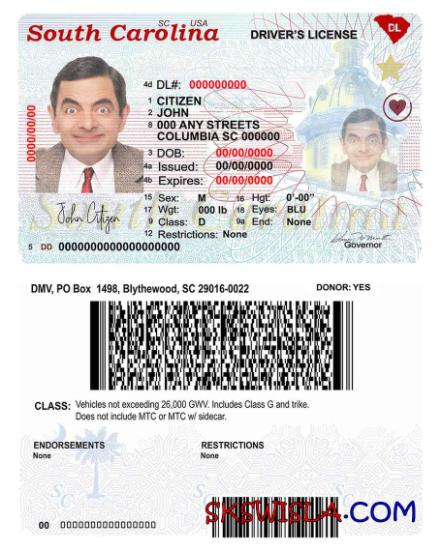 SC USA
South Carolina
DRIVER'S LICENSE
DL
4d DL#: 000000000
1 CITIZEN
2 JOHN
8 000 ANY STREETS
COLUMBIA SC 000000
0000/00/00
3 DOB: 00/00/0000
4a Issued: 00/00/0000
4b Expires: 00/00/0000
15 Sex: M 16 Hgt: 0'-00"
17 Wgt: 000 lb 18 Eyes: BLU
9 Class: D 9a End: None
12 Restrictions: None
John Citizen
Governor
5 DD 0000000000000000000
DMV, PO Box 1498, Blythewood, SC 29016-0022
DONOR: YES
CLASS: Vehicles not exceeding 26,000 GWV. Includes Class G and trike.
Does not include MTC or MTC w/ sidecar.
ENDORSEMENTS RESTRICTIONS
None None
SC SC
00 0000000000000000
SKSWISLA.COM